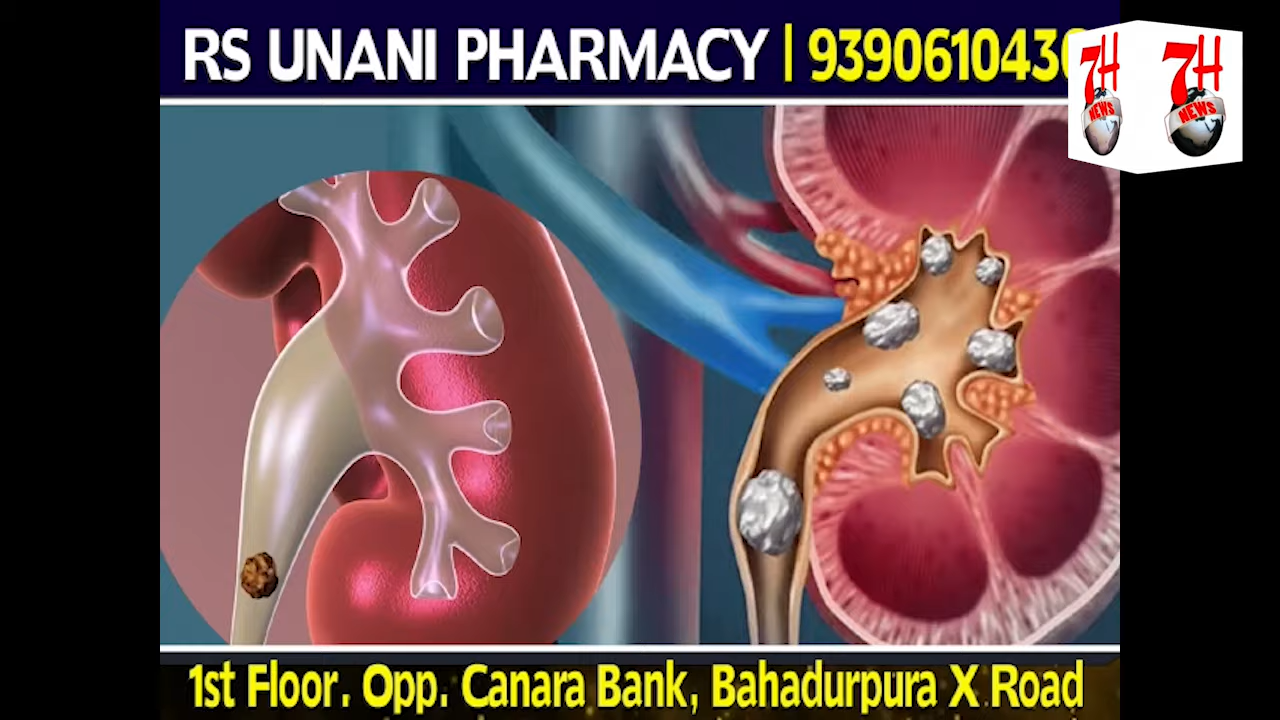 RS UNANI PHARMACY | 939061043
7H 7H
NEWS NEWS
1st Floor. Opp. Canara Bank, Bahadurpura X Road